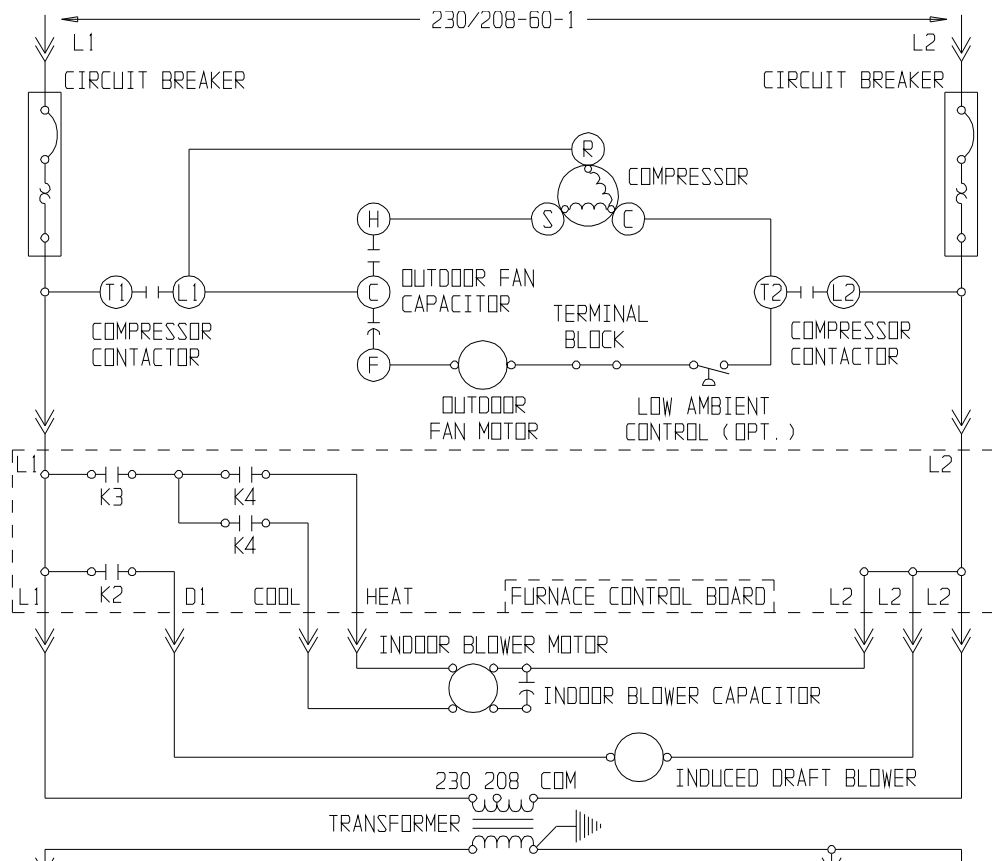 230/208-60-1
L1
L2
CIRCUIT BREAKER
CIRCUIT BREAKER
R
COMPRESSOR
H
S
C
T1
L1
C
OUTDOOR FAN
CAPACITOR
T2
L2
COMPRESSOR
CONTACTOR
TERMINAL
BLOCK
COMPRESSOR
CONTACTOR
F
OUTDOOR
FAN MOTOR
LOW AMBIENT
CONTROL (OPT.)
L1
L2
K3
K4
K4
L1
K2
D1
COOL
HEAT
FURNACE CONTROL BOARD
L2
L2
L2
INDOOR BLOWER MOTOR
INDOOR BLOWER CAPACITOR
INDUCED DRAFT BLOWER
230 208 COM
TRANSFORMER